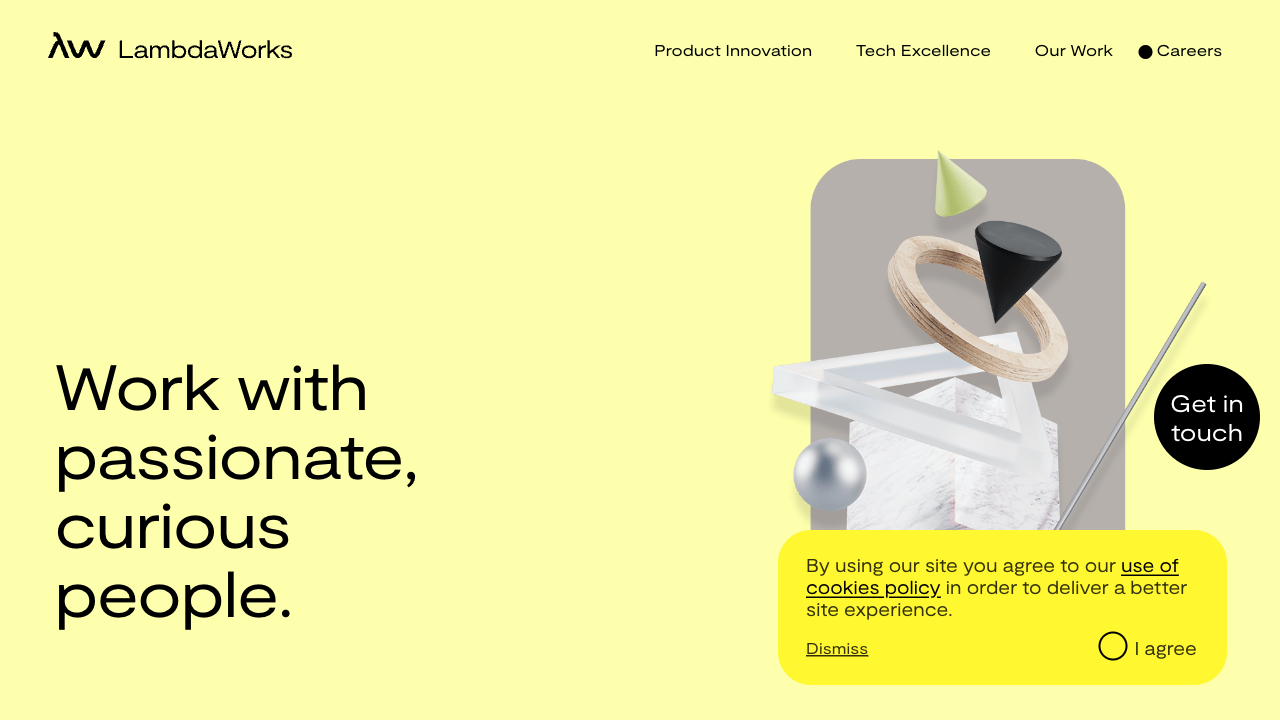 λw LambdaWorks
Product Innovation
Tech Excellence
Our Work
Careers
Work with
passionate,
curious
people.
Get in
touch
By using our site you agree to our use of
cookies policy in order to deliver a better
site experience.
Dismiss
I agree